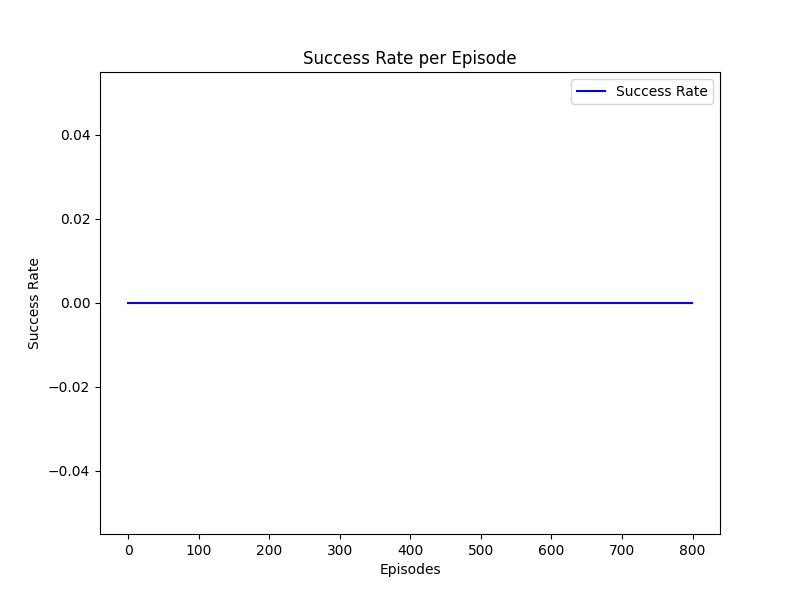 Success Rate per Episode
Success Rate
0.04
0.02
0.00
−0.02
−0.04
Success Rate
0 100 200 300 400 500 600 700 800
Episodes